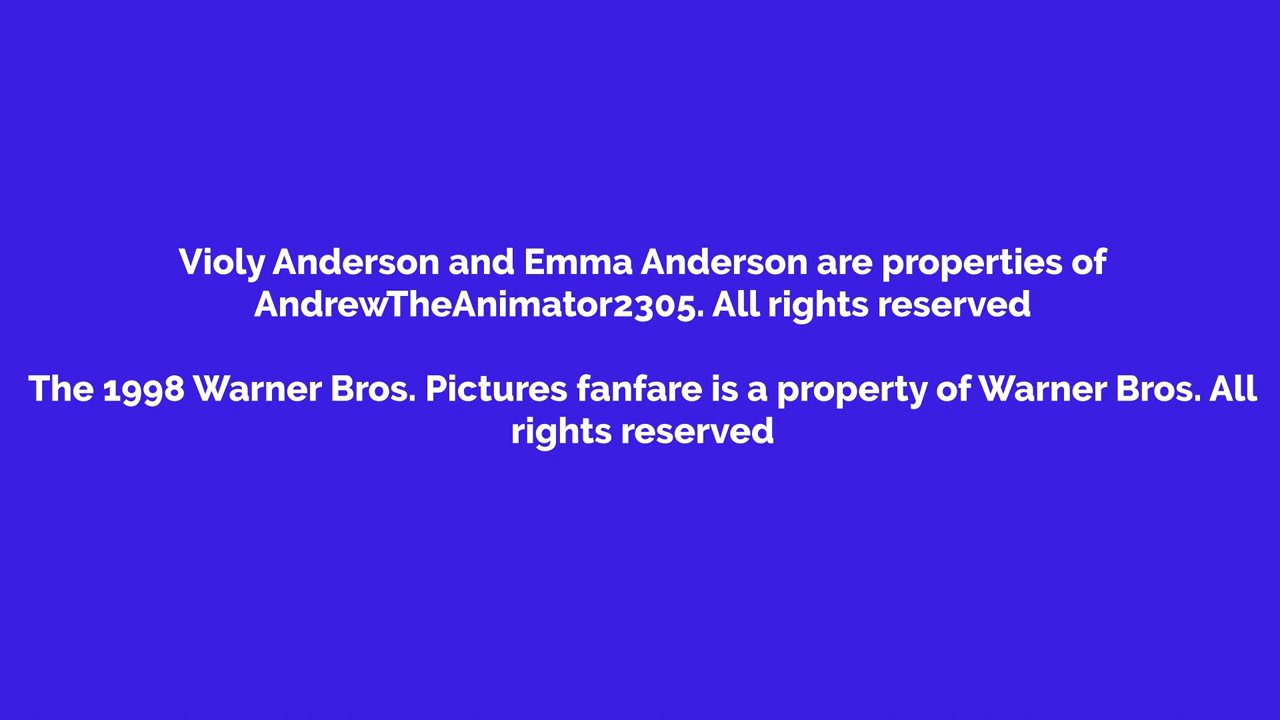 Violy Anderson and Emma Anderson are properties of
AndrewTheAnimator2305. All rights reserved
The 1998 Warner Bros. Pictures fanfare is a property of Warner Bros. All
rights reserved